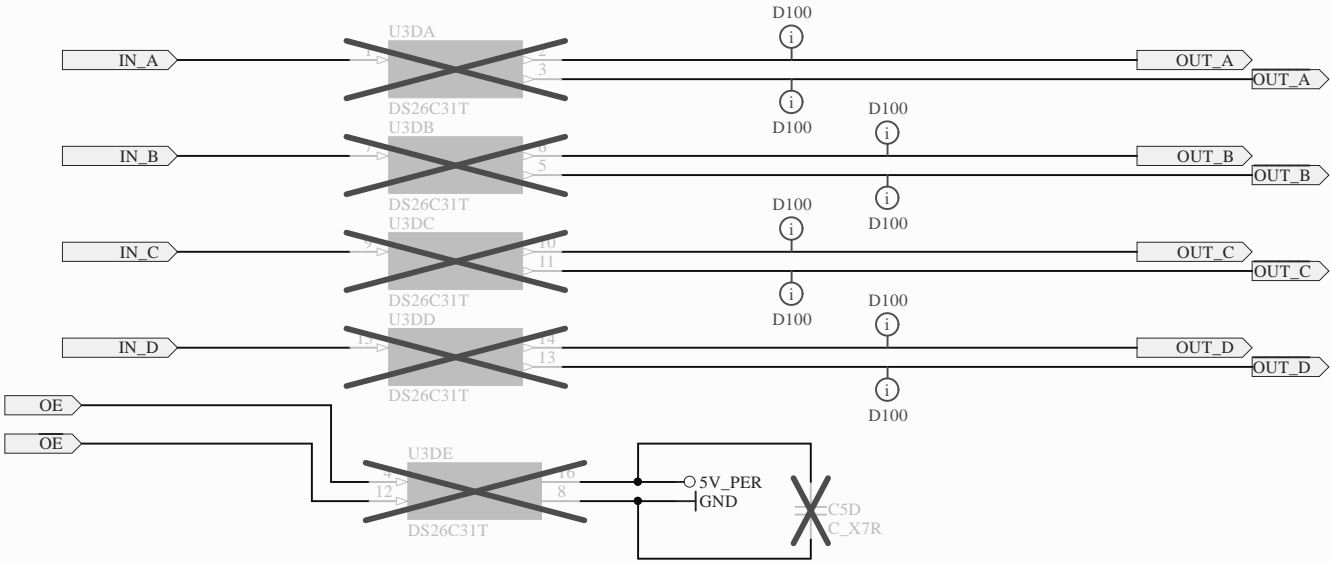 D100
U3DA
IN_A 1 2 OUT_A
3 OUT_A
DS26C31T D100
U3DB D100
IN_B 7 6 OUT_B
5 OUT_B
DS26C31T D100
U3DC D100
IN_C 9 10 OUT_C
11 OUT_C
DS26C31T D100
U3DD D100
IN_D 15 14 OUT_D
13 OUT_D
DS26C31T D100
OE
OE
U3DE
4 16 5V_PER
12 8 GND
C5D
DS26C31T C_X7R